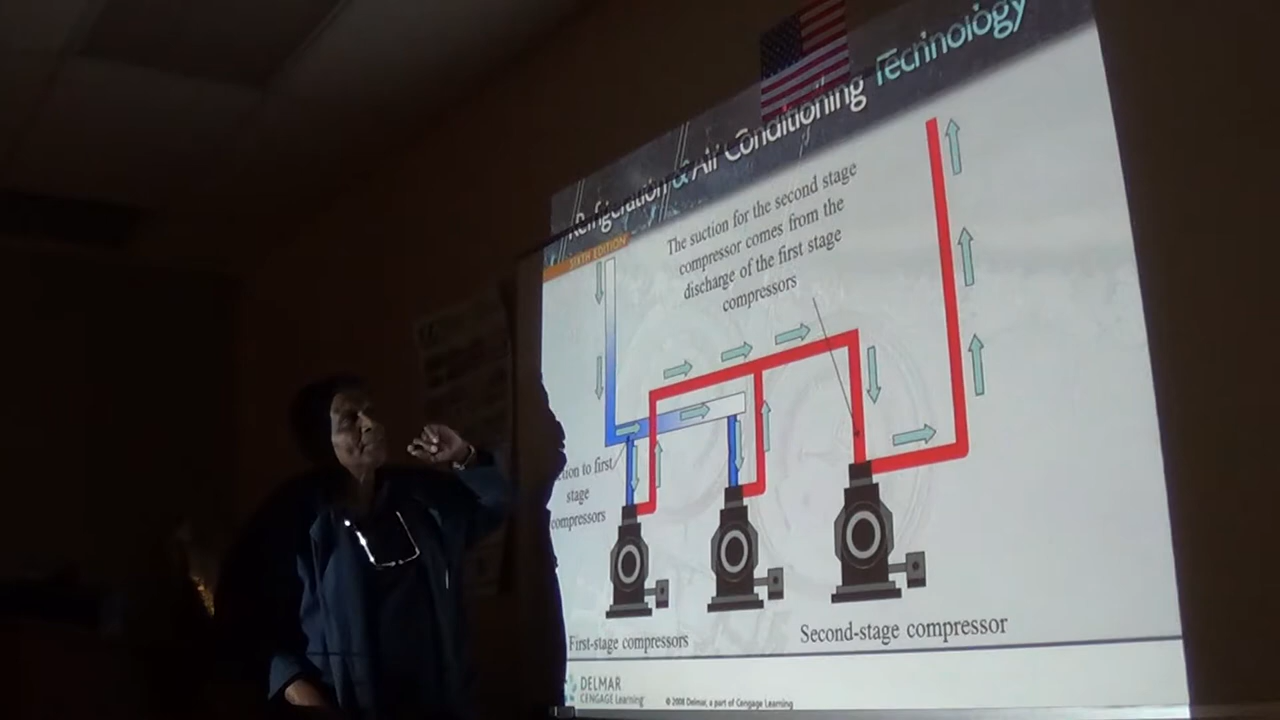 Refrigeration & Air Conditioning Technology
SIXTH EDITION
The suction for the second stage
compressor comes from the
discharge of the first stage
compressors
to first
stage
compressors
First-stage compressors
Second-stage compressor
DELMAR
CENGAGE Learning
© 2008 Delmar, a part of Cengage Learning